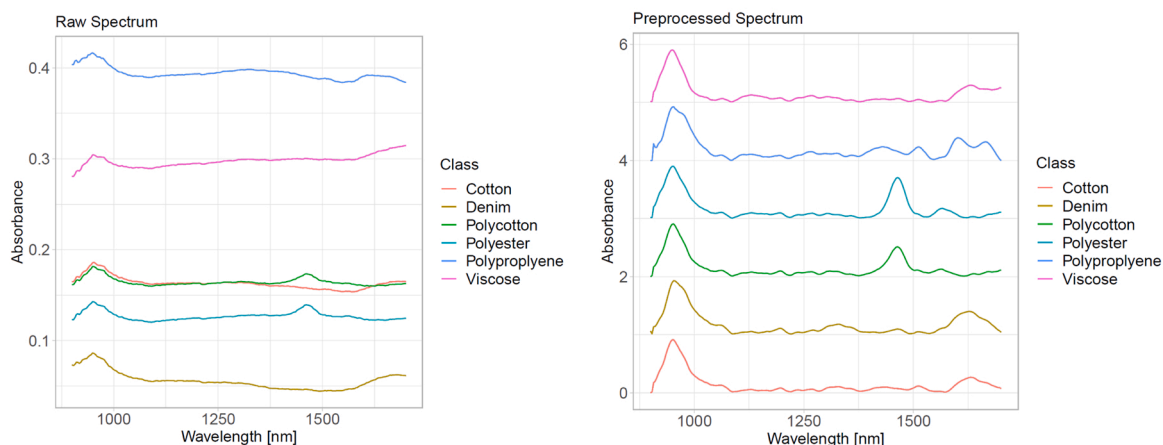 Raw Spectrum
Absorbance
0.4
0.3
0.2
0.1
1000 1250 1500
Wavelength [nm]
Class
Cotton
Denim
Polycotton
Polyester
Polyproplyene
Viscose
Preprocessed Spectrum
Absorbance
6
4
2
0
1000 1250 1500
Wavelength [nm]
Class
Cotton
Denim
Polycotton
Polyester
Polyproplyene
Viscose